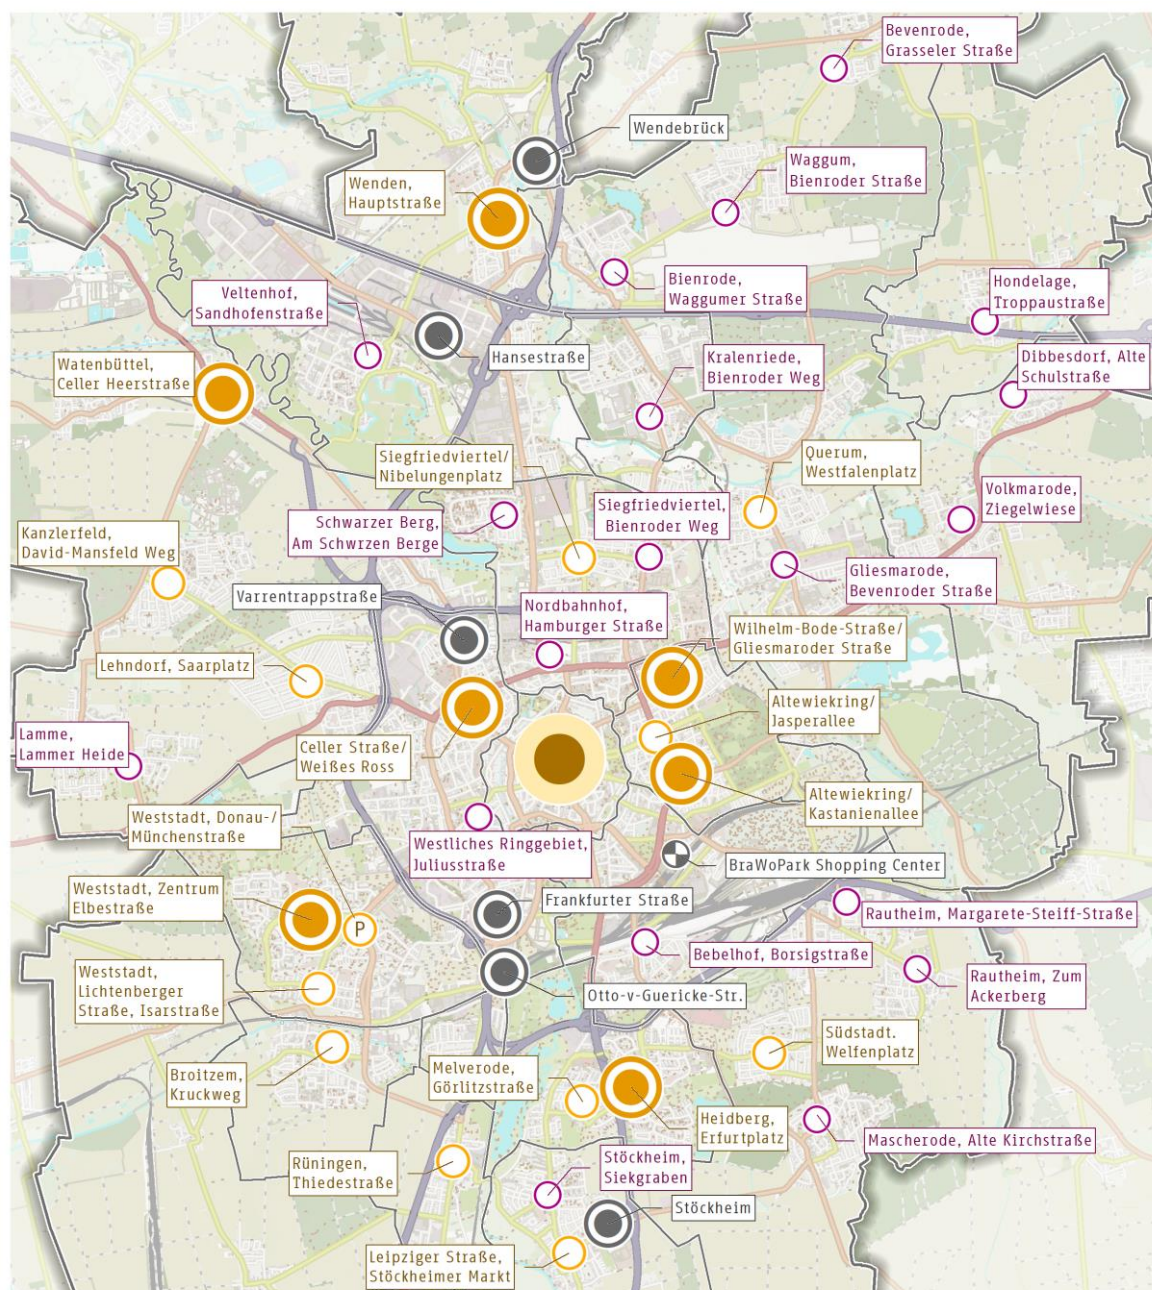 Bevenrode,
Grasseler Straße
Wendebrück
Waggum,
Bienroder Straße
Wenden,
Hauptstraße
Bienrode,
Waggumer Straße
Hondelage,
Troppaustraße
Veltenhof,
Sandhofenstraße
Hansestraße
Kralenriede,
Bienroder Weg
Dibbesdorf, Alte
Schulstraße
Watenbüttel,
Celler Heerstraße
Siegfriedviertel/
Nibelungenplatz
Querum,
Westfalenplatz
Volkmarode,
Ziegelwiese
Schwarzer Berg,
Am Schwrzen Berge
Siegfriedviertel,
Bienroder Weg
Kanzlerfeld,
David-Mansfeld Weg
Gliesmarode,
Bevenroder Straße
Varrentrappstraße
Nordbahnhof,
Hamburger Straße
Wilhelm-Bode-Straße/
Gliesmaroder Straße
Lehndorf, Saarplatz
Altewiekring/
Jasperallee
Lamme,
Lammer Heide
Celler Straße/
Weißes Ross
Altewiekring/
Kastanienallee
Weststadt, Donau-/
Münchenstraße
Westliches Ringgebiet,
Juliusstraße
BraWoPark Shopping Center
Weststadt, Zentrum
Elbestraße
P
Frankfurter Straße
Rautheim, Margarete-Steiff-Straße
Bebelhof, Borsigstraße
Weststadt,
Lichtenberger
Straße, Isarstraße
Otto-v-Guericke-Str.
Rautheim, Zum
Ackerberg
Broitzem,
Kruckweg
Melverode,
Görlitzstraße
Südstadt.
Welfenplatz
Heidberg,
Erfurtplatz
Mascherode, Alte Kirchstraße
Rüningen,
Thiedestraße
Stöckheim,
Siekgraben
Stöckheim
Leipziger Straße,
Stöckheimer Markt